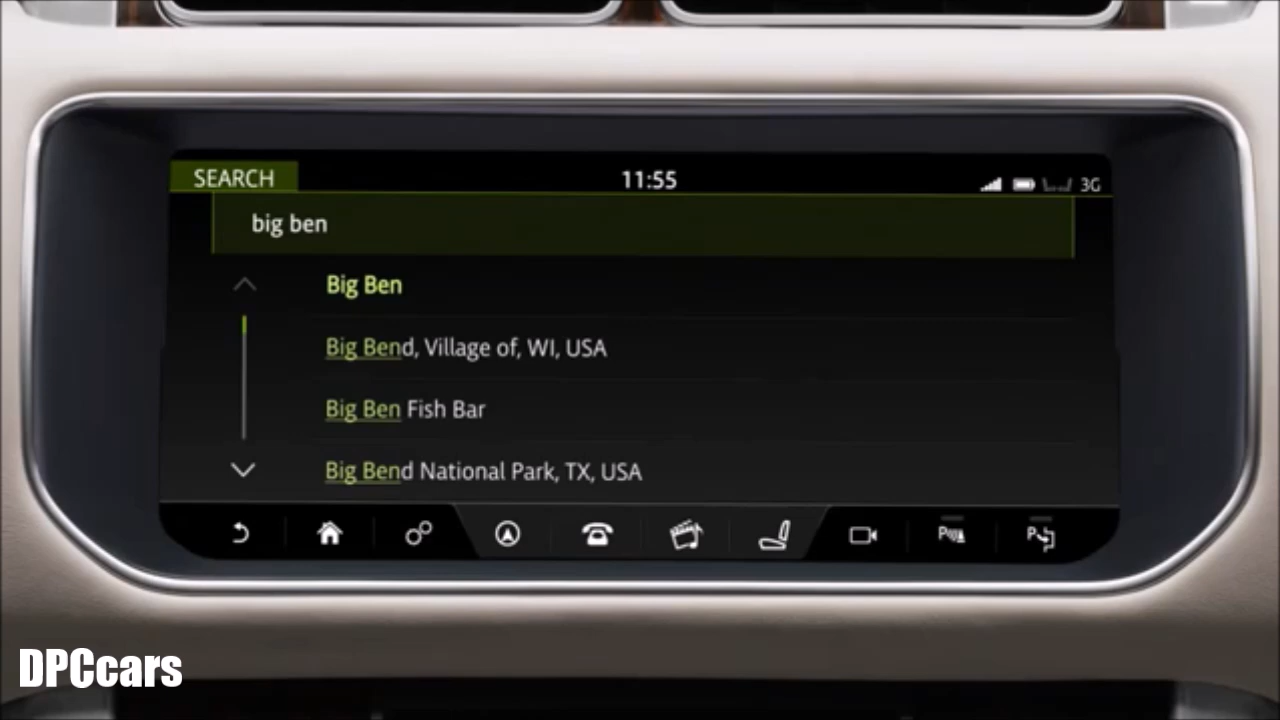 SEARCH
11:55
3G
big ben
Big Ben
Big Bend, Village of, WI, USA
Big Ben Fish Bar
Big Bend National Park, TX, USA
DPCcars